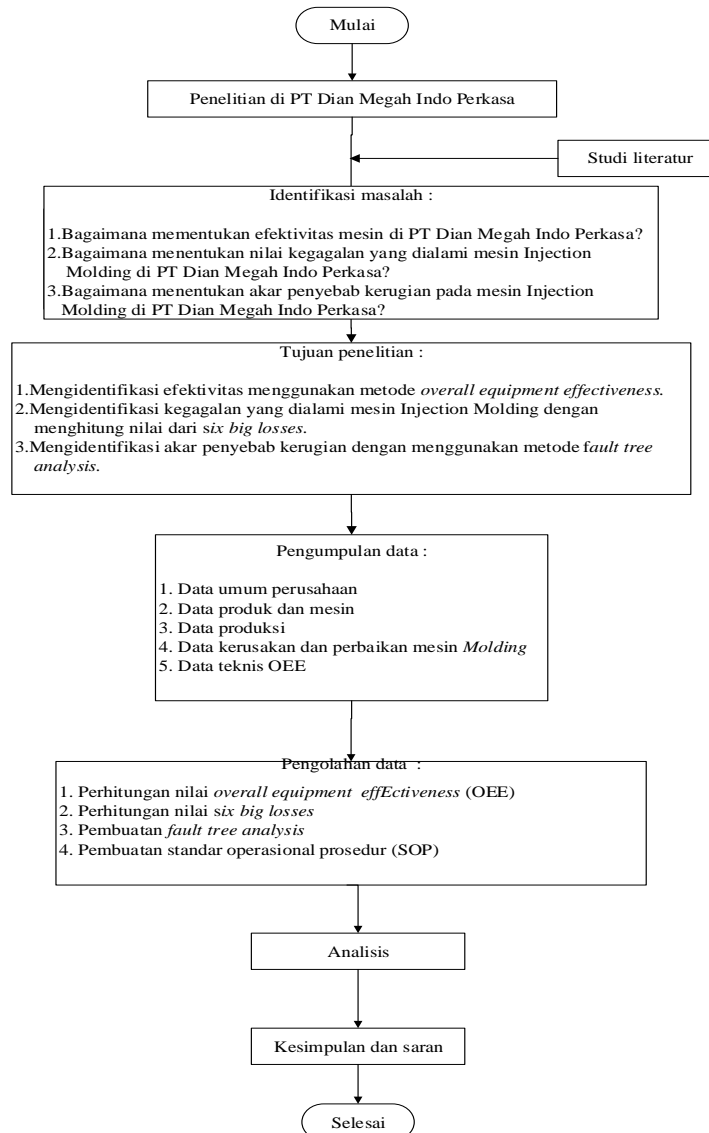 Mulai
Penelitian di PT Dian Megah Indo Perkasa
Studi literatur
Identifikasi masalah :
1.Bagaimana mementukan efektivitas mesin di PT Dian Megah Indo Perkasa?
2.Bagaimana menentukan nilai kegagalan yang dialami mesin Injection
Molding di PT Dian Megah Indo Perkasa?
3.Bagaimana menentukan akar penyebab kerugian pada mesin Injection
Molding di PT Dian Megah Indo Perkasa?
Tujuan penelitian :
1.Mengidentifikasi efektivitas menggunakan metode overall equipment effectiveness.
2.Mengidentifikasi kegagalan yang dialami mesin Injection Molding dengan
menghitung nilai dari six big losses.
3.Mengidentifikasi akar penyebab kerugian dengan menggunakan metode fault tree
analysis.
Pengumpulan data :
1. Data umum perusahaan
2. Data produk dan mesin
3. Data produksi
4. Data kerusakan dan perbaikan mesin Molding
5. Data teknis OEE
Pengolahan data :
1. Perhitungan nilai overall equipment effEctiveness (OEE)
2. Perhitungan nilai six big losses
3. Pembuatan fault tree analysis
4. Pembuatan standar operasional prosedur (SOP)
Analisis
Kesimpulan dan saran
Selesai